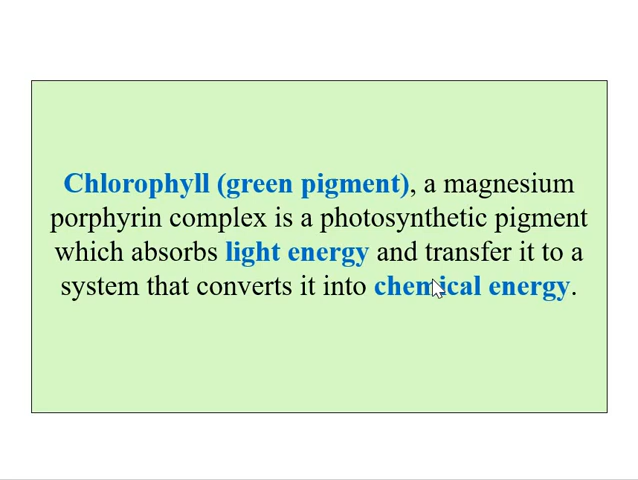 Chlorophyll (green pigment), a magnesium
porphyrin complex is a photosynthetic pigment
which absorbs light energy and transfer it to a
system that converts it into chemical energy.